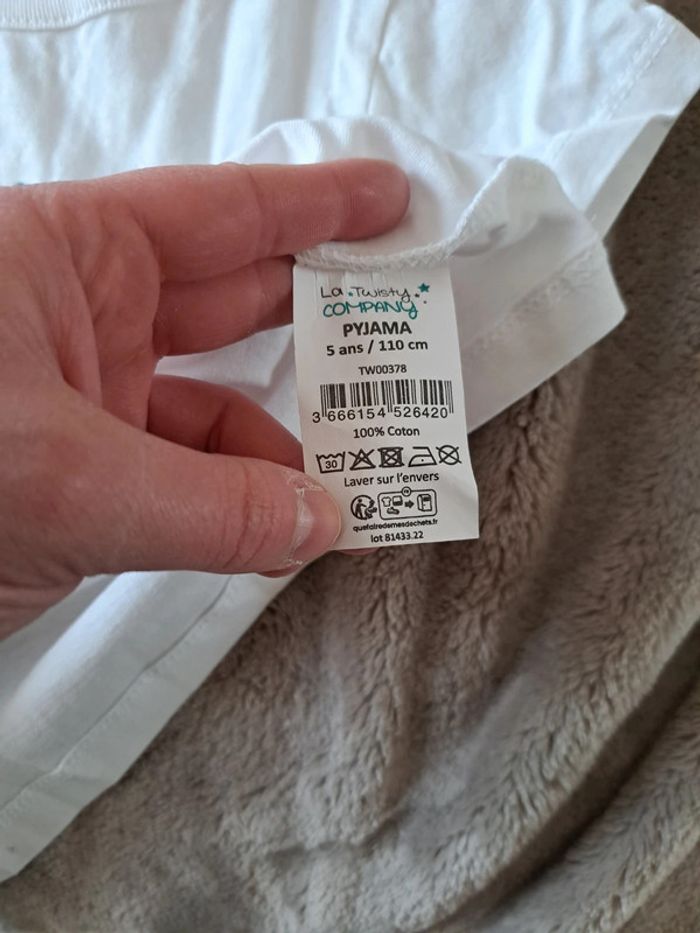 La Twisty
COMPANY
PYJAMA
5 ans / 110 cm
TW00378
3 666154 526420
100% Coton
30
Laver sur l'envers
FR
quefairedemesdechets.fr
lot 81433.22